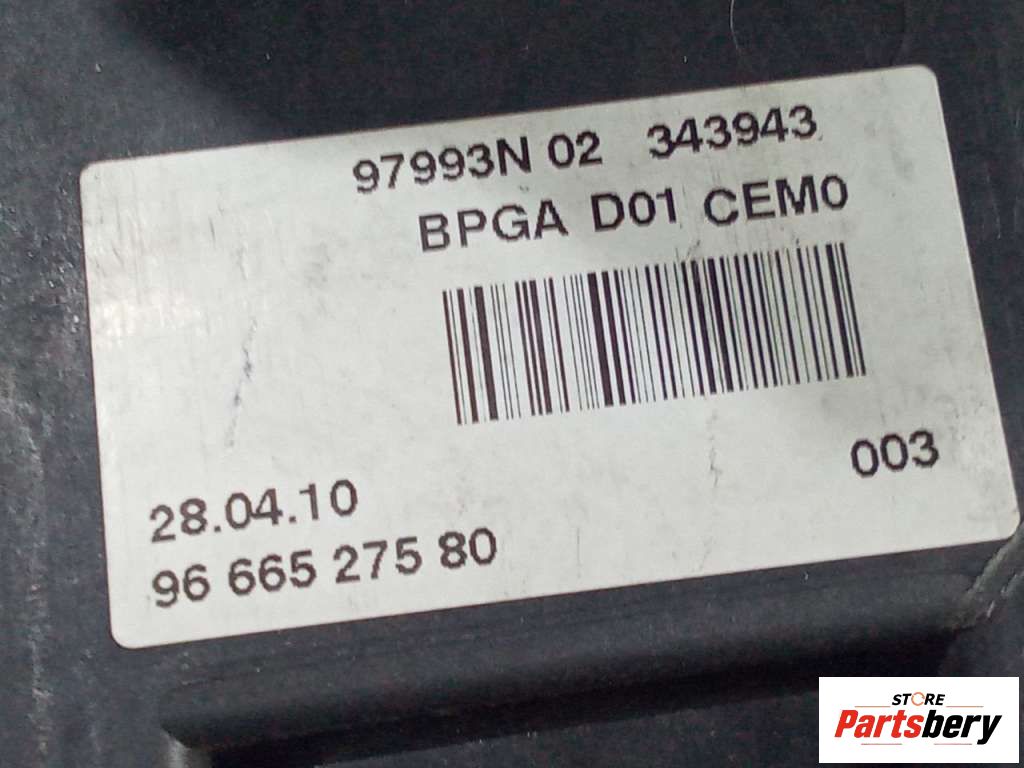 97993N 02 343943
BPGA D01 CEM0
003
28.04.10
96 665 275 80
STORE
Partsbery